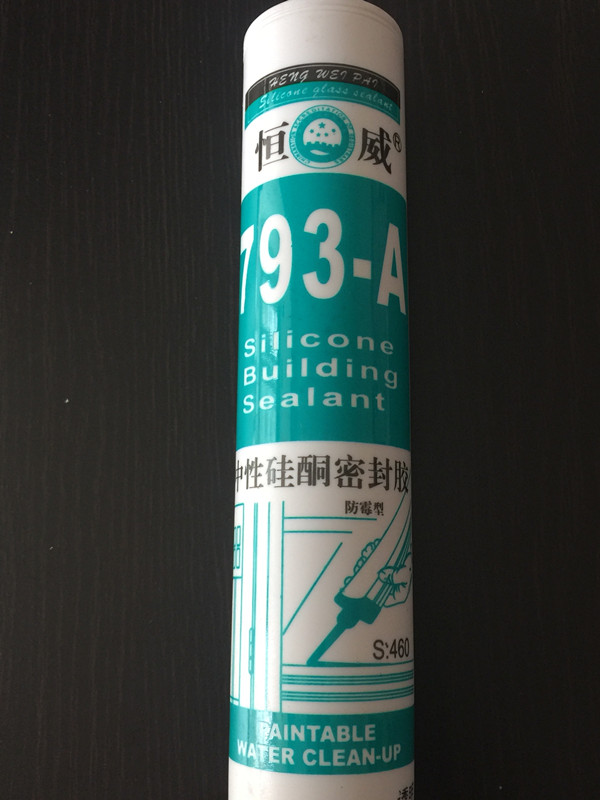 HENG WEI PAI
Silicone glass sealant
恒 威®
793-A
Silicone
Building
Sealant
中性硅酮密封胶
防霉型
S:460
PAINTABLE
WATER CLEAN-UP